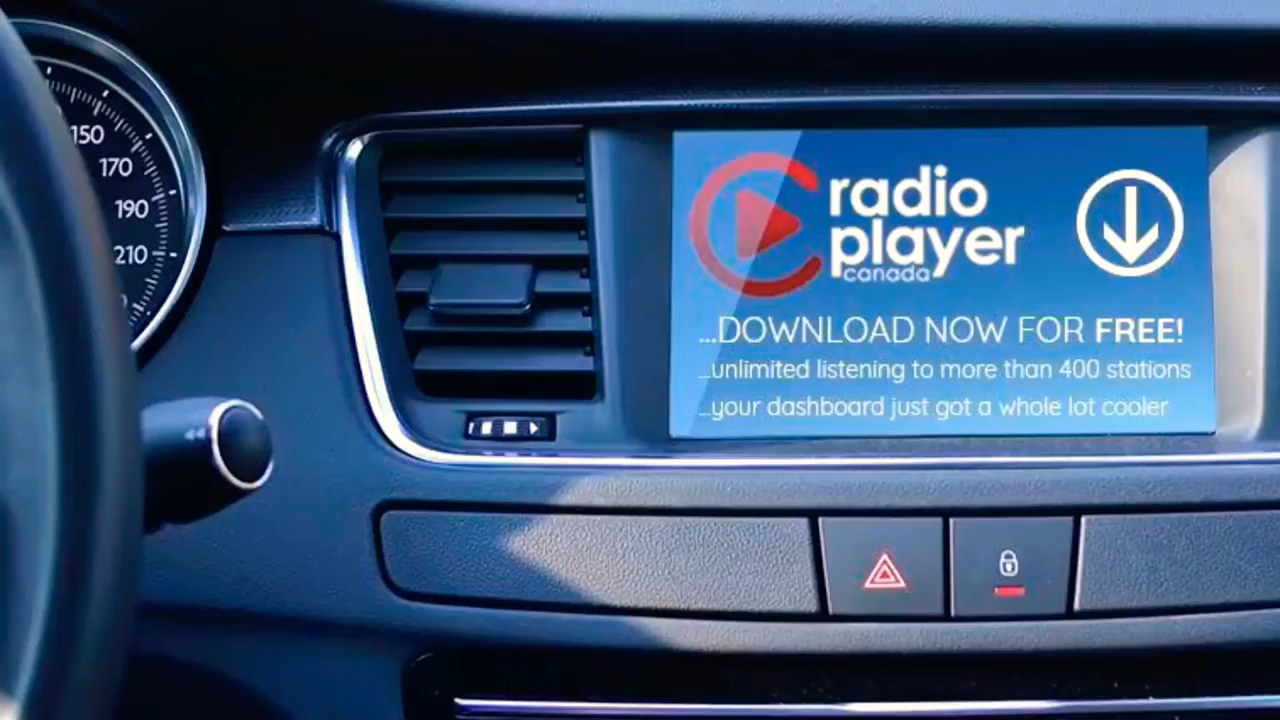 150
170
190
210
radio
player
canada
...DOWNLOAD NOW FOR FREE!
...unlimited listening to more than 400 stations
...your dashboard just got a whole lot cooler